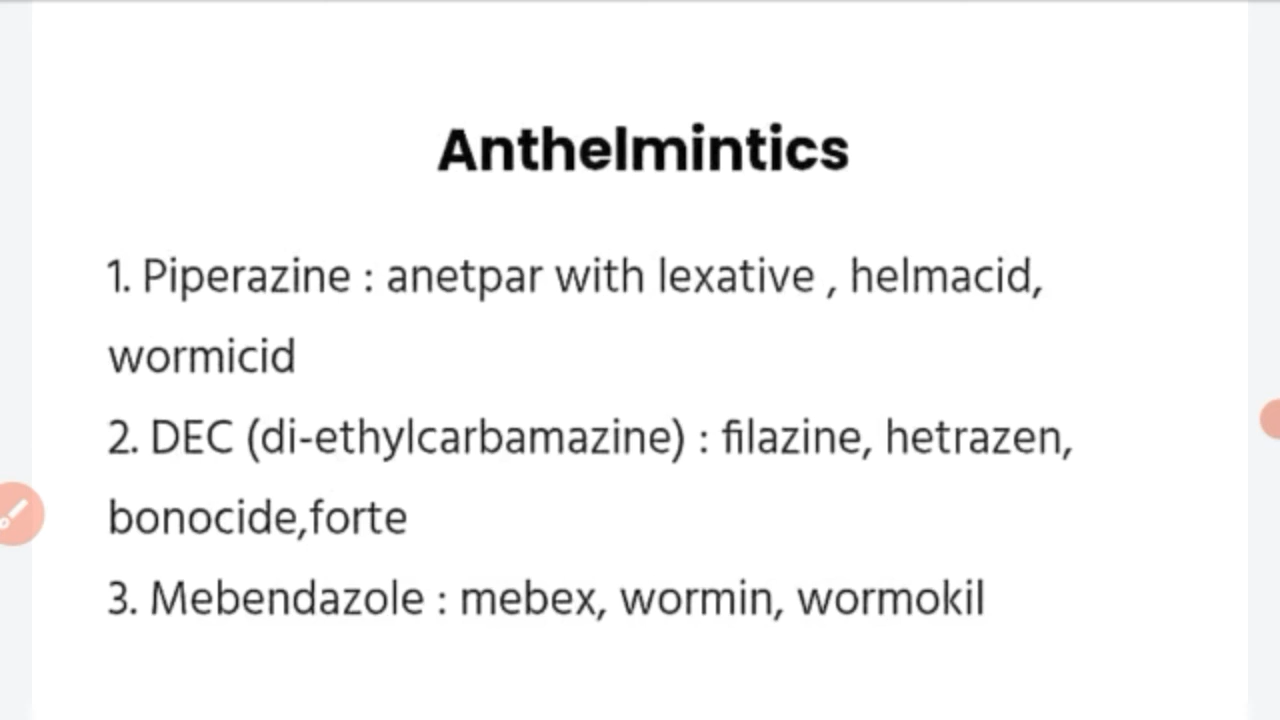 Anthelmintics
1. Piperazine : anetpar with lexative , helmacid,
wormicid
2. DEC (di-ethylcarbamazine) : filazine, hetrazen,
bonocide,forte
3. Mebendazole : mebex, wormin, wormokil